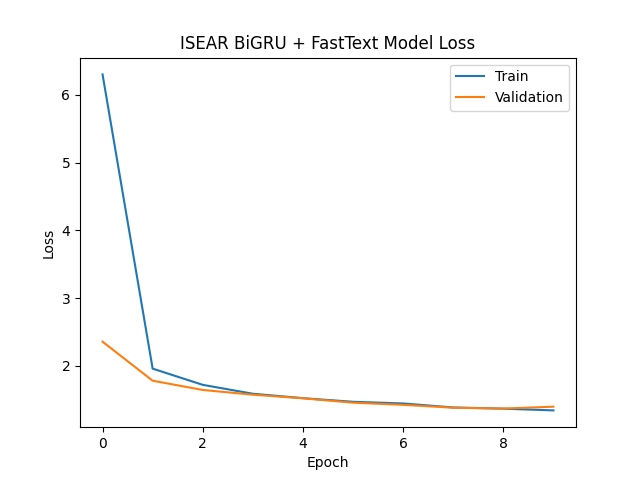 ISEAR BiGRU + FastText Model Loss
Train
Validation
6
5
4
3
2
Loss
0 2 4 6 8
Epoch